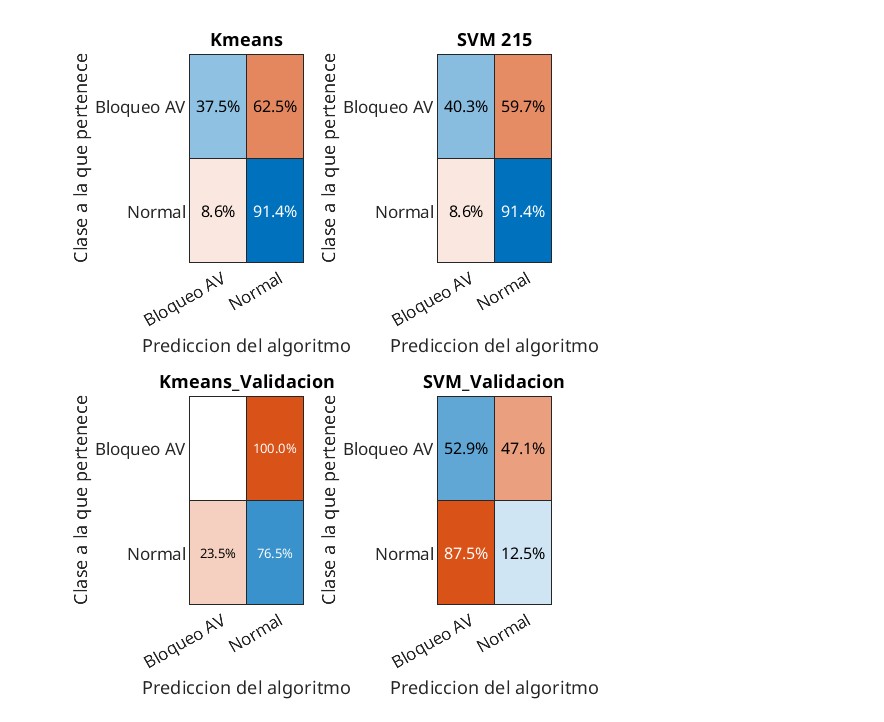 Kmeans
Clase a la que pertenece
Bloqueo AV
37.5%
62.5%
Normal
8.6%
91.4%
Bloqueo AV
Normal
Prediccion del algoritmo
SVM 215
Clase a la que pertenece
Bloqueo AV
40.3%
59.7%
Normal
8.6%
91.4%
Bloqueo AV
Normal
Prediccion del algoritmo
Kmeans_Validacion
Clase a la que pertenece
Bloqueo AV
100.0%
Normal
23.5%
76.5%
Bloqueo AV
Normal
Prediccion del algoritmo
SVM_Validacion
Clase a la que pertenece
Bloqueo AV
52.9%
47.1%
Normal
87.5%
12.5%
Bloqueo AV
Normal
Prediccion del algoritmo